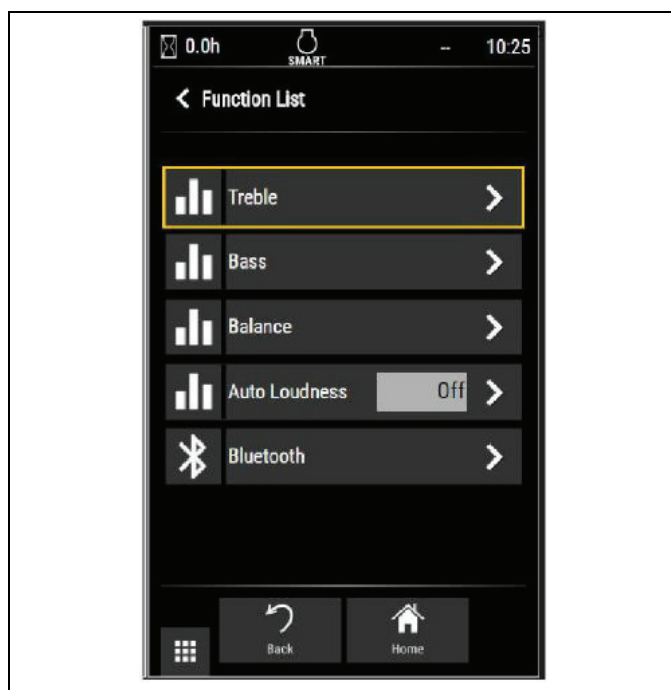 0.0h SMART -- 10:25
Function List
Treble
Bass
Balance
Auto Loudness Off
Bluetooth
Back Home